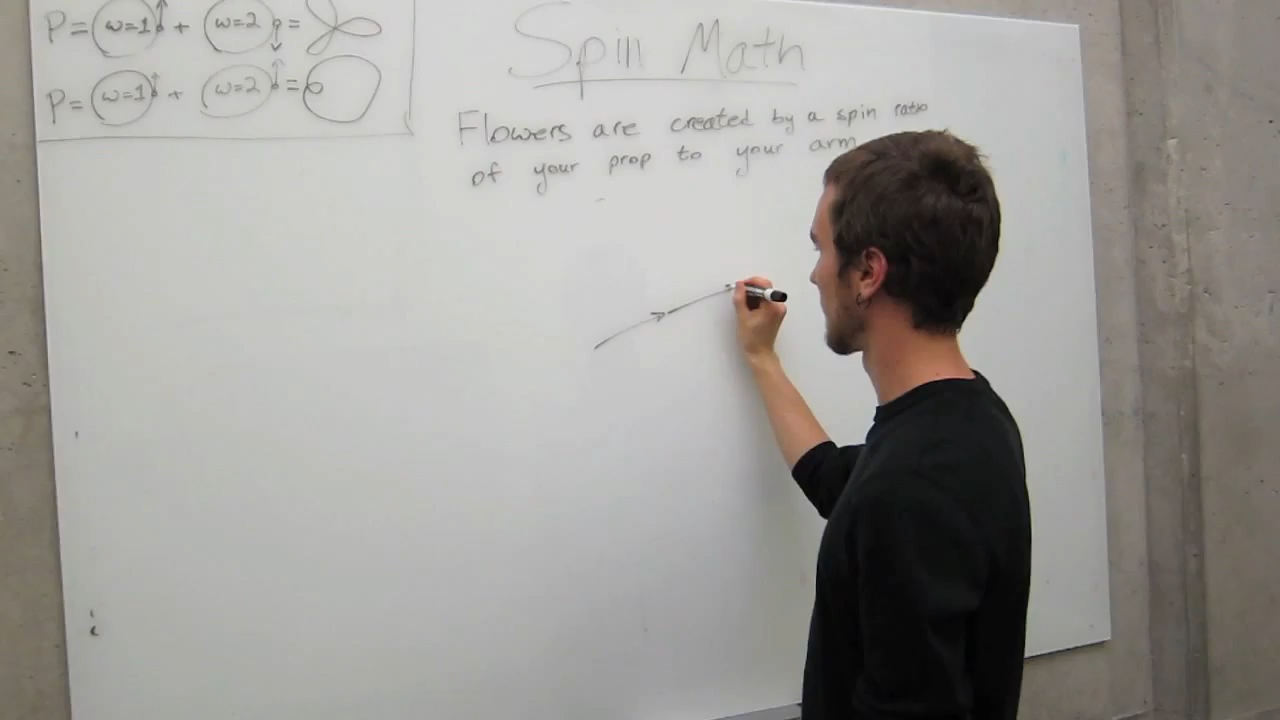 P= ω=1 + ω=2 =
P= ω=1 + ω=2 =
Spin Math
Flowers are created by a spin ratio
of your prop to your arm